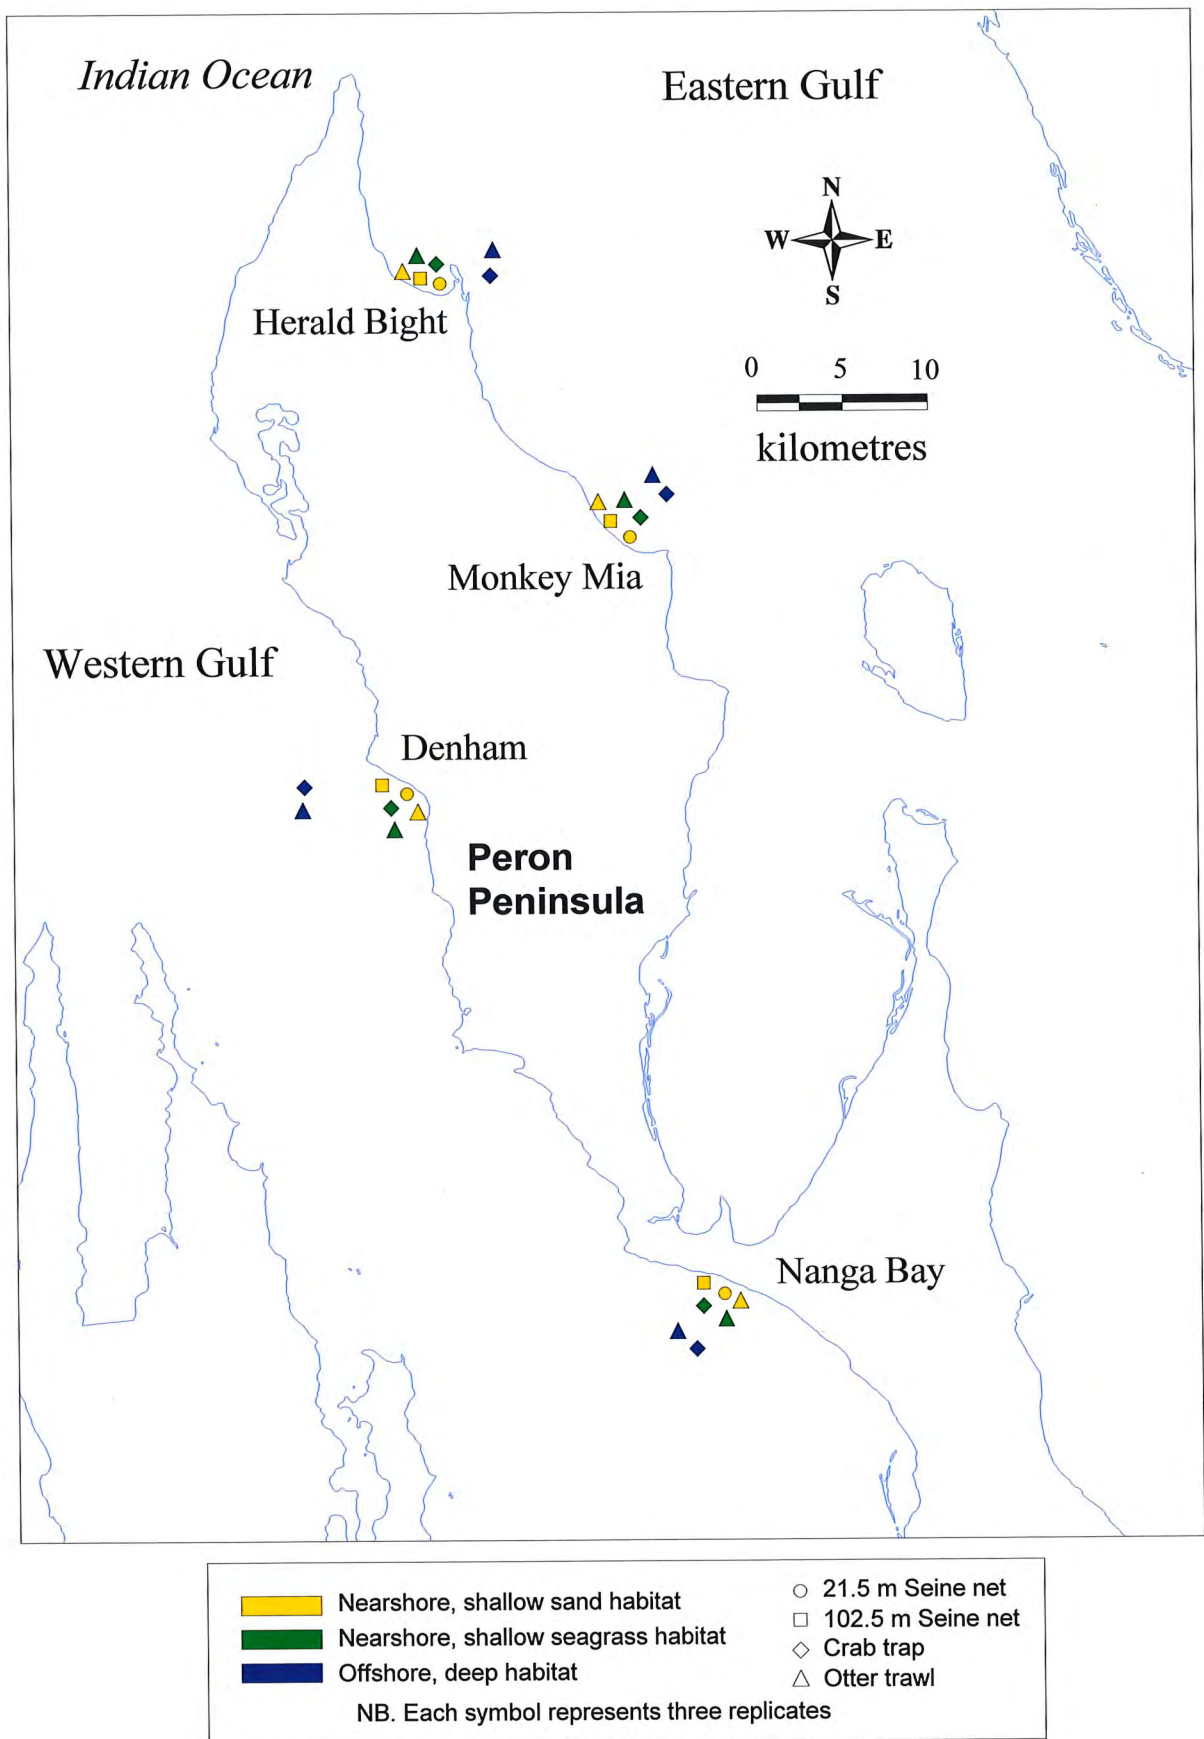 Indian Ocean
Eastern Gulf
N
W E
S
Herald Bight
0 5 10
kilometres
Monkey Mia
Western Gulf
Denham
Peron
Peninsula
Nanga Bay
Nearshore, shallow sand habitat
Nearshore, shallow seagrass habitat
Offshore, deep habitat
21.5 m Seine net
102.5 m Seine net
Crab trap
Otter trawl
NB. Each symbol represents three replicates